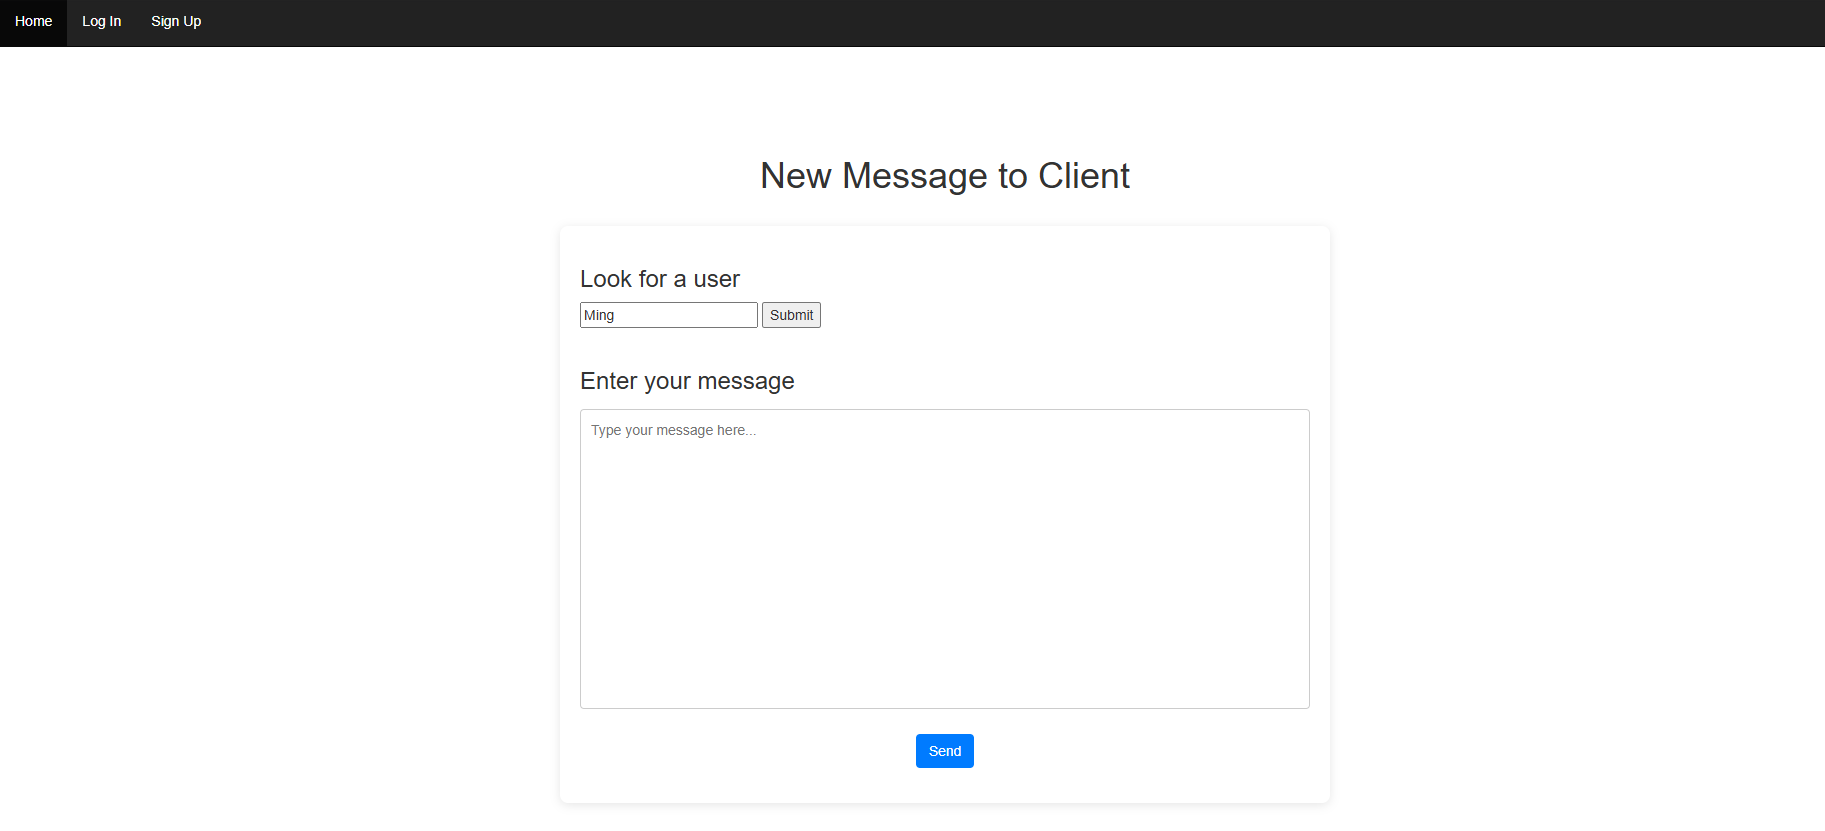 Home Log In Sign Up
New Message to Client
Look for a user
Ming Submit
Enter your message
Type your message here...
Send